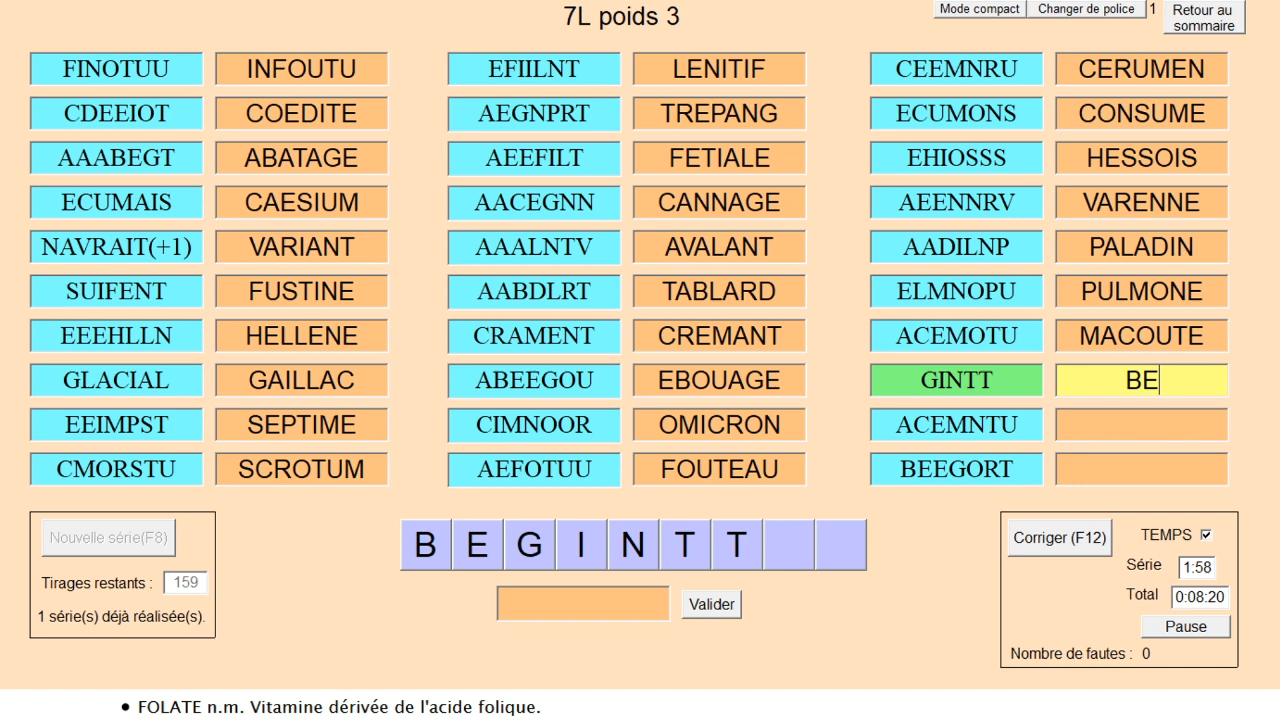 7L poids 3
Mode compact Changer de police 1 Retour au sommaire
FINOTUU INFOUTU EFIILNT LENITIF CEEMNRU CERUMEN
CDEEIOT COEDITE AEGNPRT TREPANG ECUMONS CONSUME
AAABEGT ABATAGE AEEFILT FETIALE EHIOSSS HESSOIS
ECUMAIS CAESIUM AACEGNN CANNAGE AEENNRV VARENNE
NAVRAIT(+1) VARIANT AAALNTV AVALANT AADILNP PALADIN
SUIFENT FUSTINE AABDLRT TABLARD ELMNOPU PULMONE
EEEHLLN HELLENE CRAMENT CREMANT ACEMOTU MACOUTE
GLACIAL GAILLAC ABEEGOU EBOUAGE GINTT BE
EEIMPST SEPTIME CIMNOOR OMICRON ACEMNTU
CMORSTU SCROTUM AEFOTUU FOUTEAU BEEGORT
Nouvelle série(F8)
Tirages restants : 159
1 série(s) déjà réalisée(s).
B E G I N T T
Valider
Corriger (F12) TEMPS
Série 1:58
Total 0:08:20
Pause
Nombre de fautes : 0
• FOLATE n.m. Vitamine dérivée de l'acide folique.